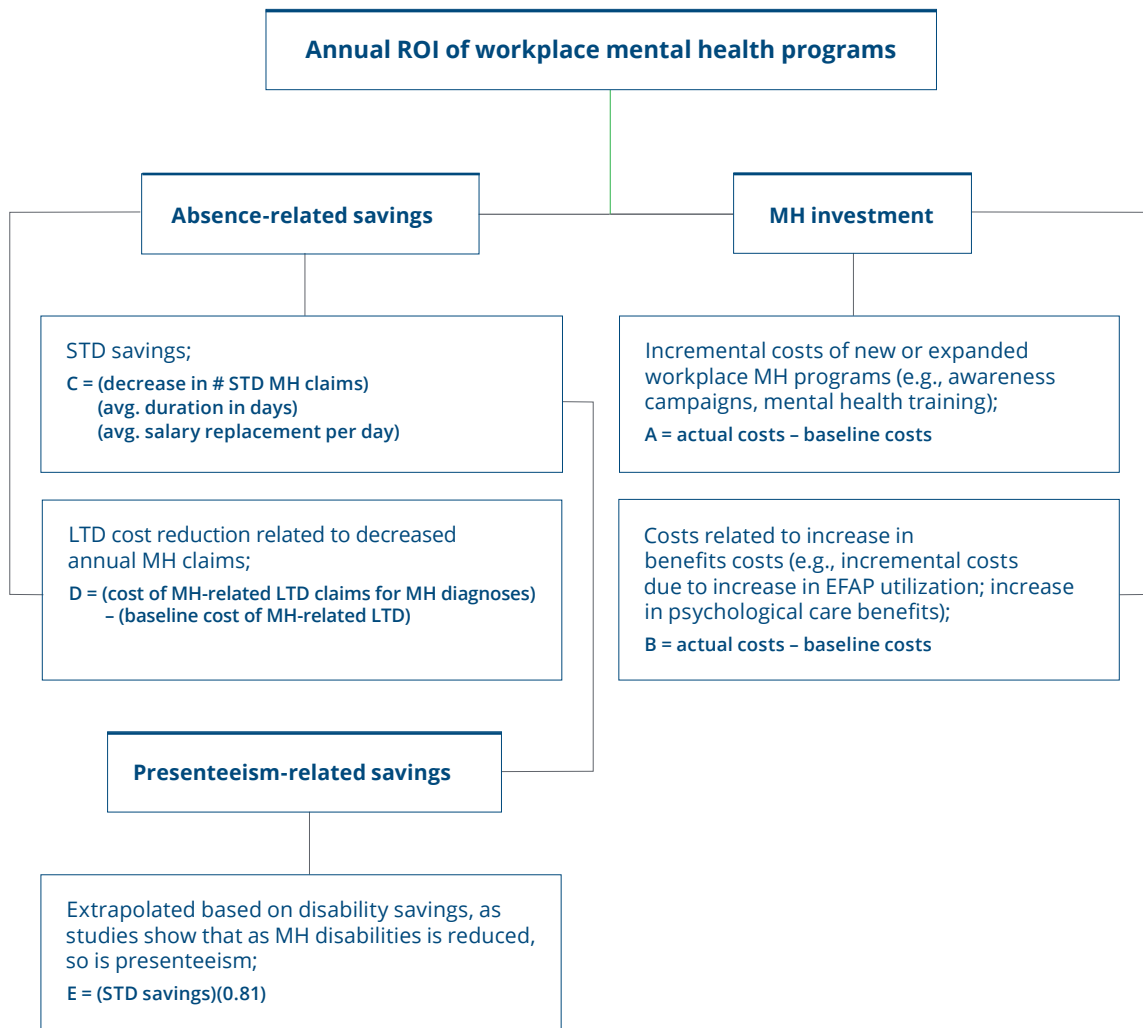 Annual ROI of workplace mental health programs
Absence-related savings
STD savings;
C = (decrease in # STD MH claims)
(avg. duration in days)
(avg. salary replacement per day)
LTD cost reduction related to decreased
annual MH claims;
D = (cost of MH-related LTD claims for MH diagnoses)
– (baseline cost of MH-related LTD)
Presenteeism-related savings
Extrapolated based on disability savings, as
studies show that as MH disabilities is reduced,
so is presenteeism;
E = (STD savings)(0.81)
MH investment
Incremental costs of new or expanded
workplace MH programs (e.g., awareness
campaigns, mental health training);
A = actual costs – baseline costs
Costs related to increase in
benefits costs (e.g., incremental costs
due to increase in EFAP utilization; increase
in psychological care benefits);
B = actual costs – baseline costs